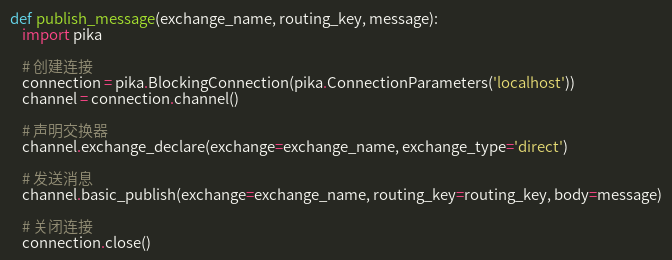 def publish_message(exchange_name, routing_key, message):
import pika
# 创建连接
connection = pika.BlockingConnection(pika.ConnectionParameters('localhost'))
channel = connection.channel()
# 声明交换器
channel.exchange_declare(exchange=exchange_name, exchange_type='direct')
# 发送消息
channel.basic_publish(exchange=exchange_name, routing_key=routing_key, body=message)
# 关闭连接
connection.close()